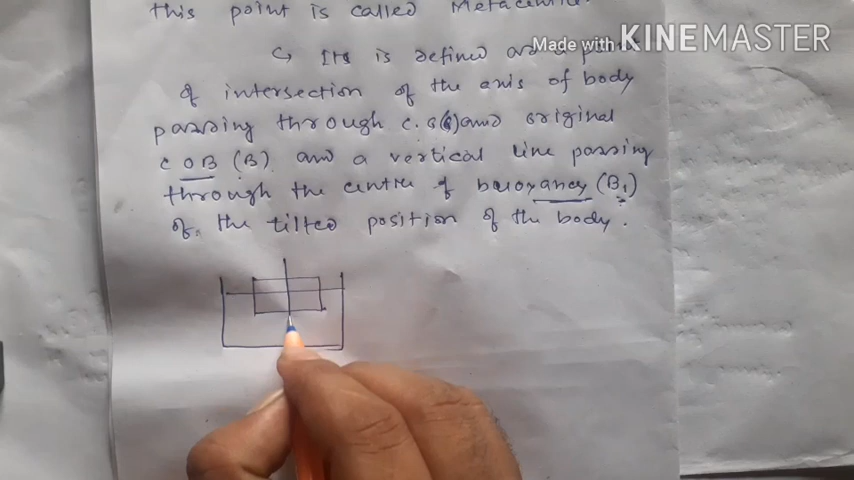 this point is called Metacentre.
Made with KINEMASTER
↳ Its is defined as a point
of intersection of the axis of body
passing through C.G(G) and original
C OB (B) and a vertical line passing
through the centre of buoyancy (B1)
of the tilted position of the body.